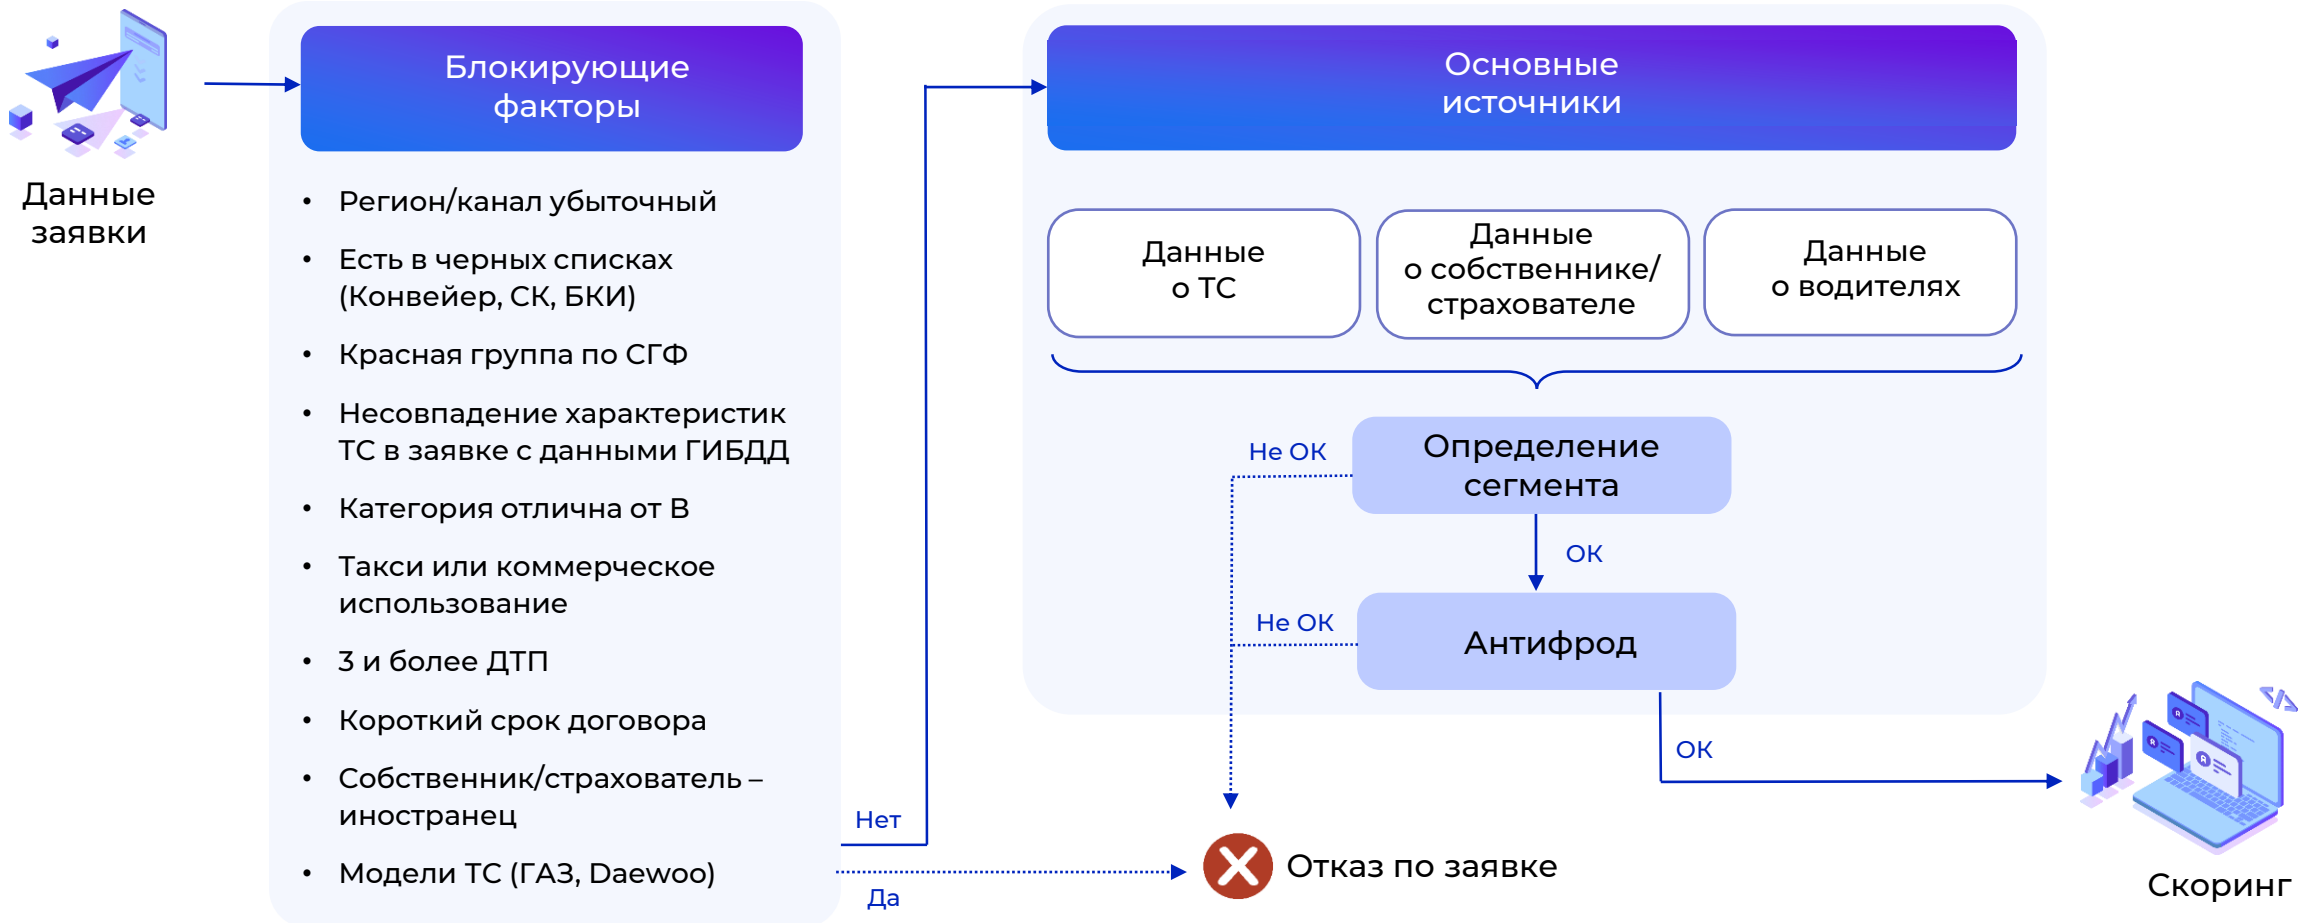 Данные
заявки
Блокирующие
факторы
• Регион/канал убыточный
• Есть в черных списках
(Конвейер, СК, БКИ)
• Красная группа по СГФ
• Несовпадение характеристик
ТС в заявке с данными ГИБДД
• Категория отлична от В
• Такси или коммерческое
использование
• 3 и более ДТП
• Короткий срок договора
• Собственник/страхователь –
иностранец
• Модели ТС (ГАЗ, Daewoo)
Нет
Да
Основные
источники
Данные
о ТС
Данные
о собственнике/
страхователе
Данные
о водителях
Определение
сегмента
Не ОК
ОК
Антифрод
Не ОК
ОК
Отказ по заявке
Скоринг